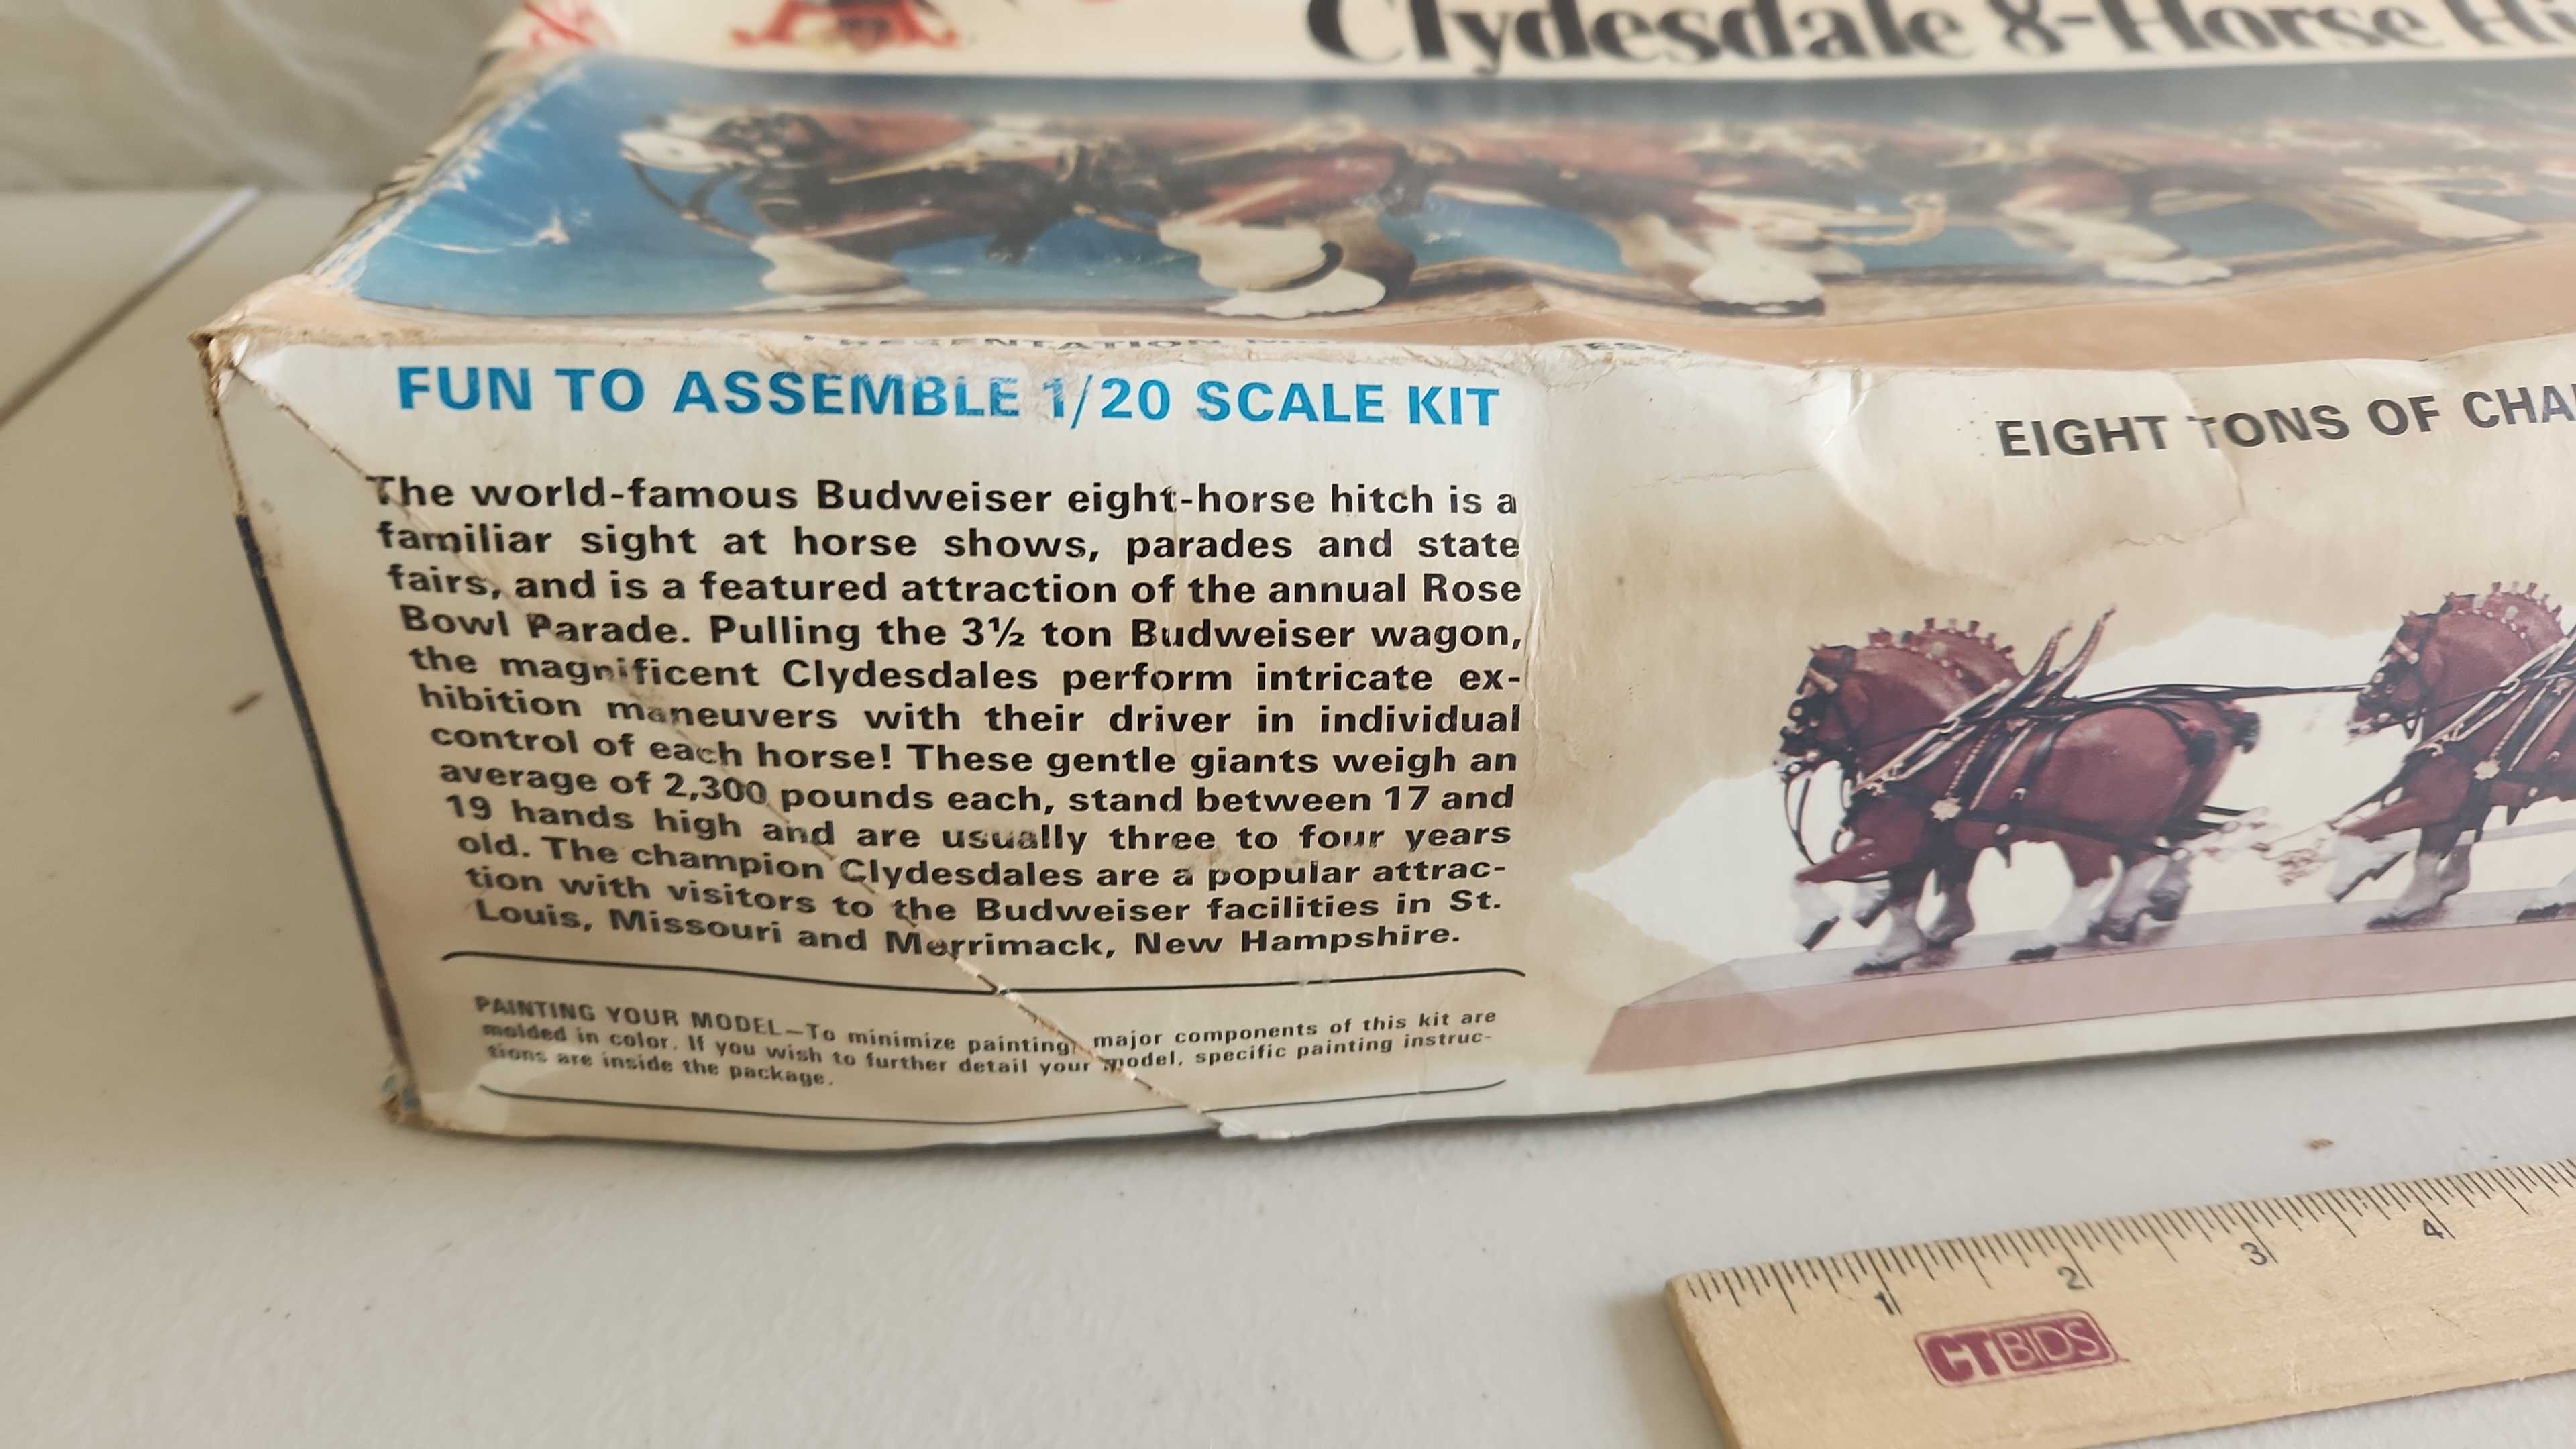 Clydesdale 8-Horse
FUN TO ASSEMBLE 1/20 SCALE KIT
The world-famous Budweiser eight-horse hitch is a
familiar sight at horse shows, parades and state
fairs, and is a featured attraction of the annual Rose
Bowl Parade. Pulling the 3½ ton Budweiser wagon,
the magnificent Clydesdales perform intricate ex-
hibition maneuvers with their driver in individual
control of each horse! These gentle giants weigh an
average of 2,300 pounds each, stand between 17 and
19 hands high and are usually three to four years
old. The champion Clydesdales are a popular attrac-
tion with visitors to the Budweiser facilities in St.
Louis, Missouri and Merrimack, New Hampshire.
PAINTING YOUR MODEL—To minimize painting, major components of this kit are
molded in color. If you wish to further detail your model, specific painting instruc-
tions are inside the package.
EIGHT TONS OF CHA
1 2 3 4
CTBIDS